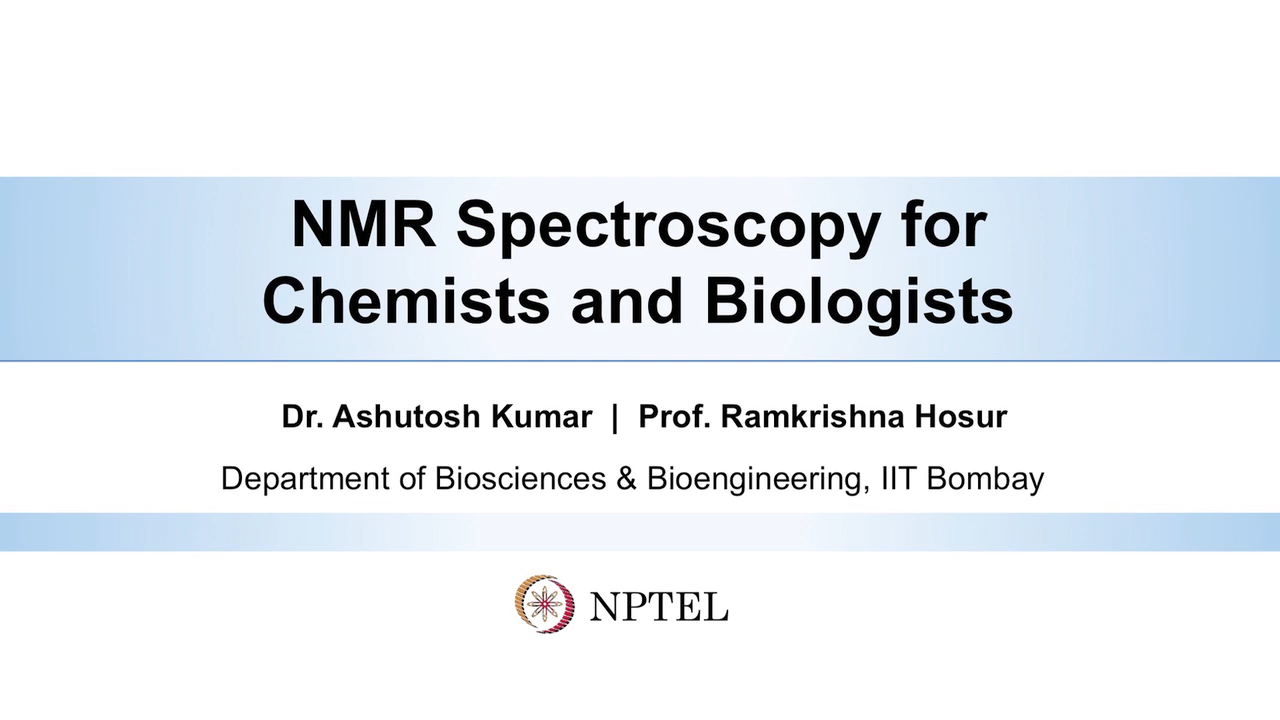 NMR Spectroscopy for
Chemists and Biologists
Dr. Ashutosh Kumar | Prof. Ramkrishna Hosur
Department of Biosciences & Bioengineering, IIT Bombay
NPTEL